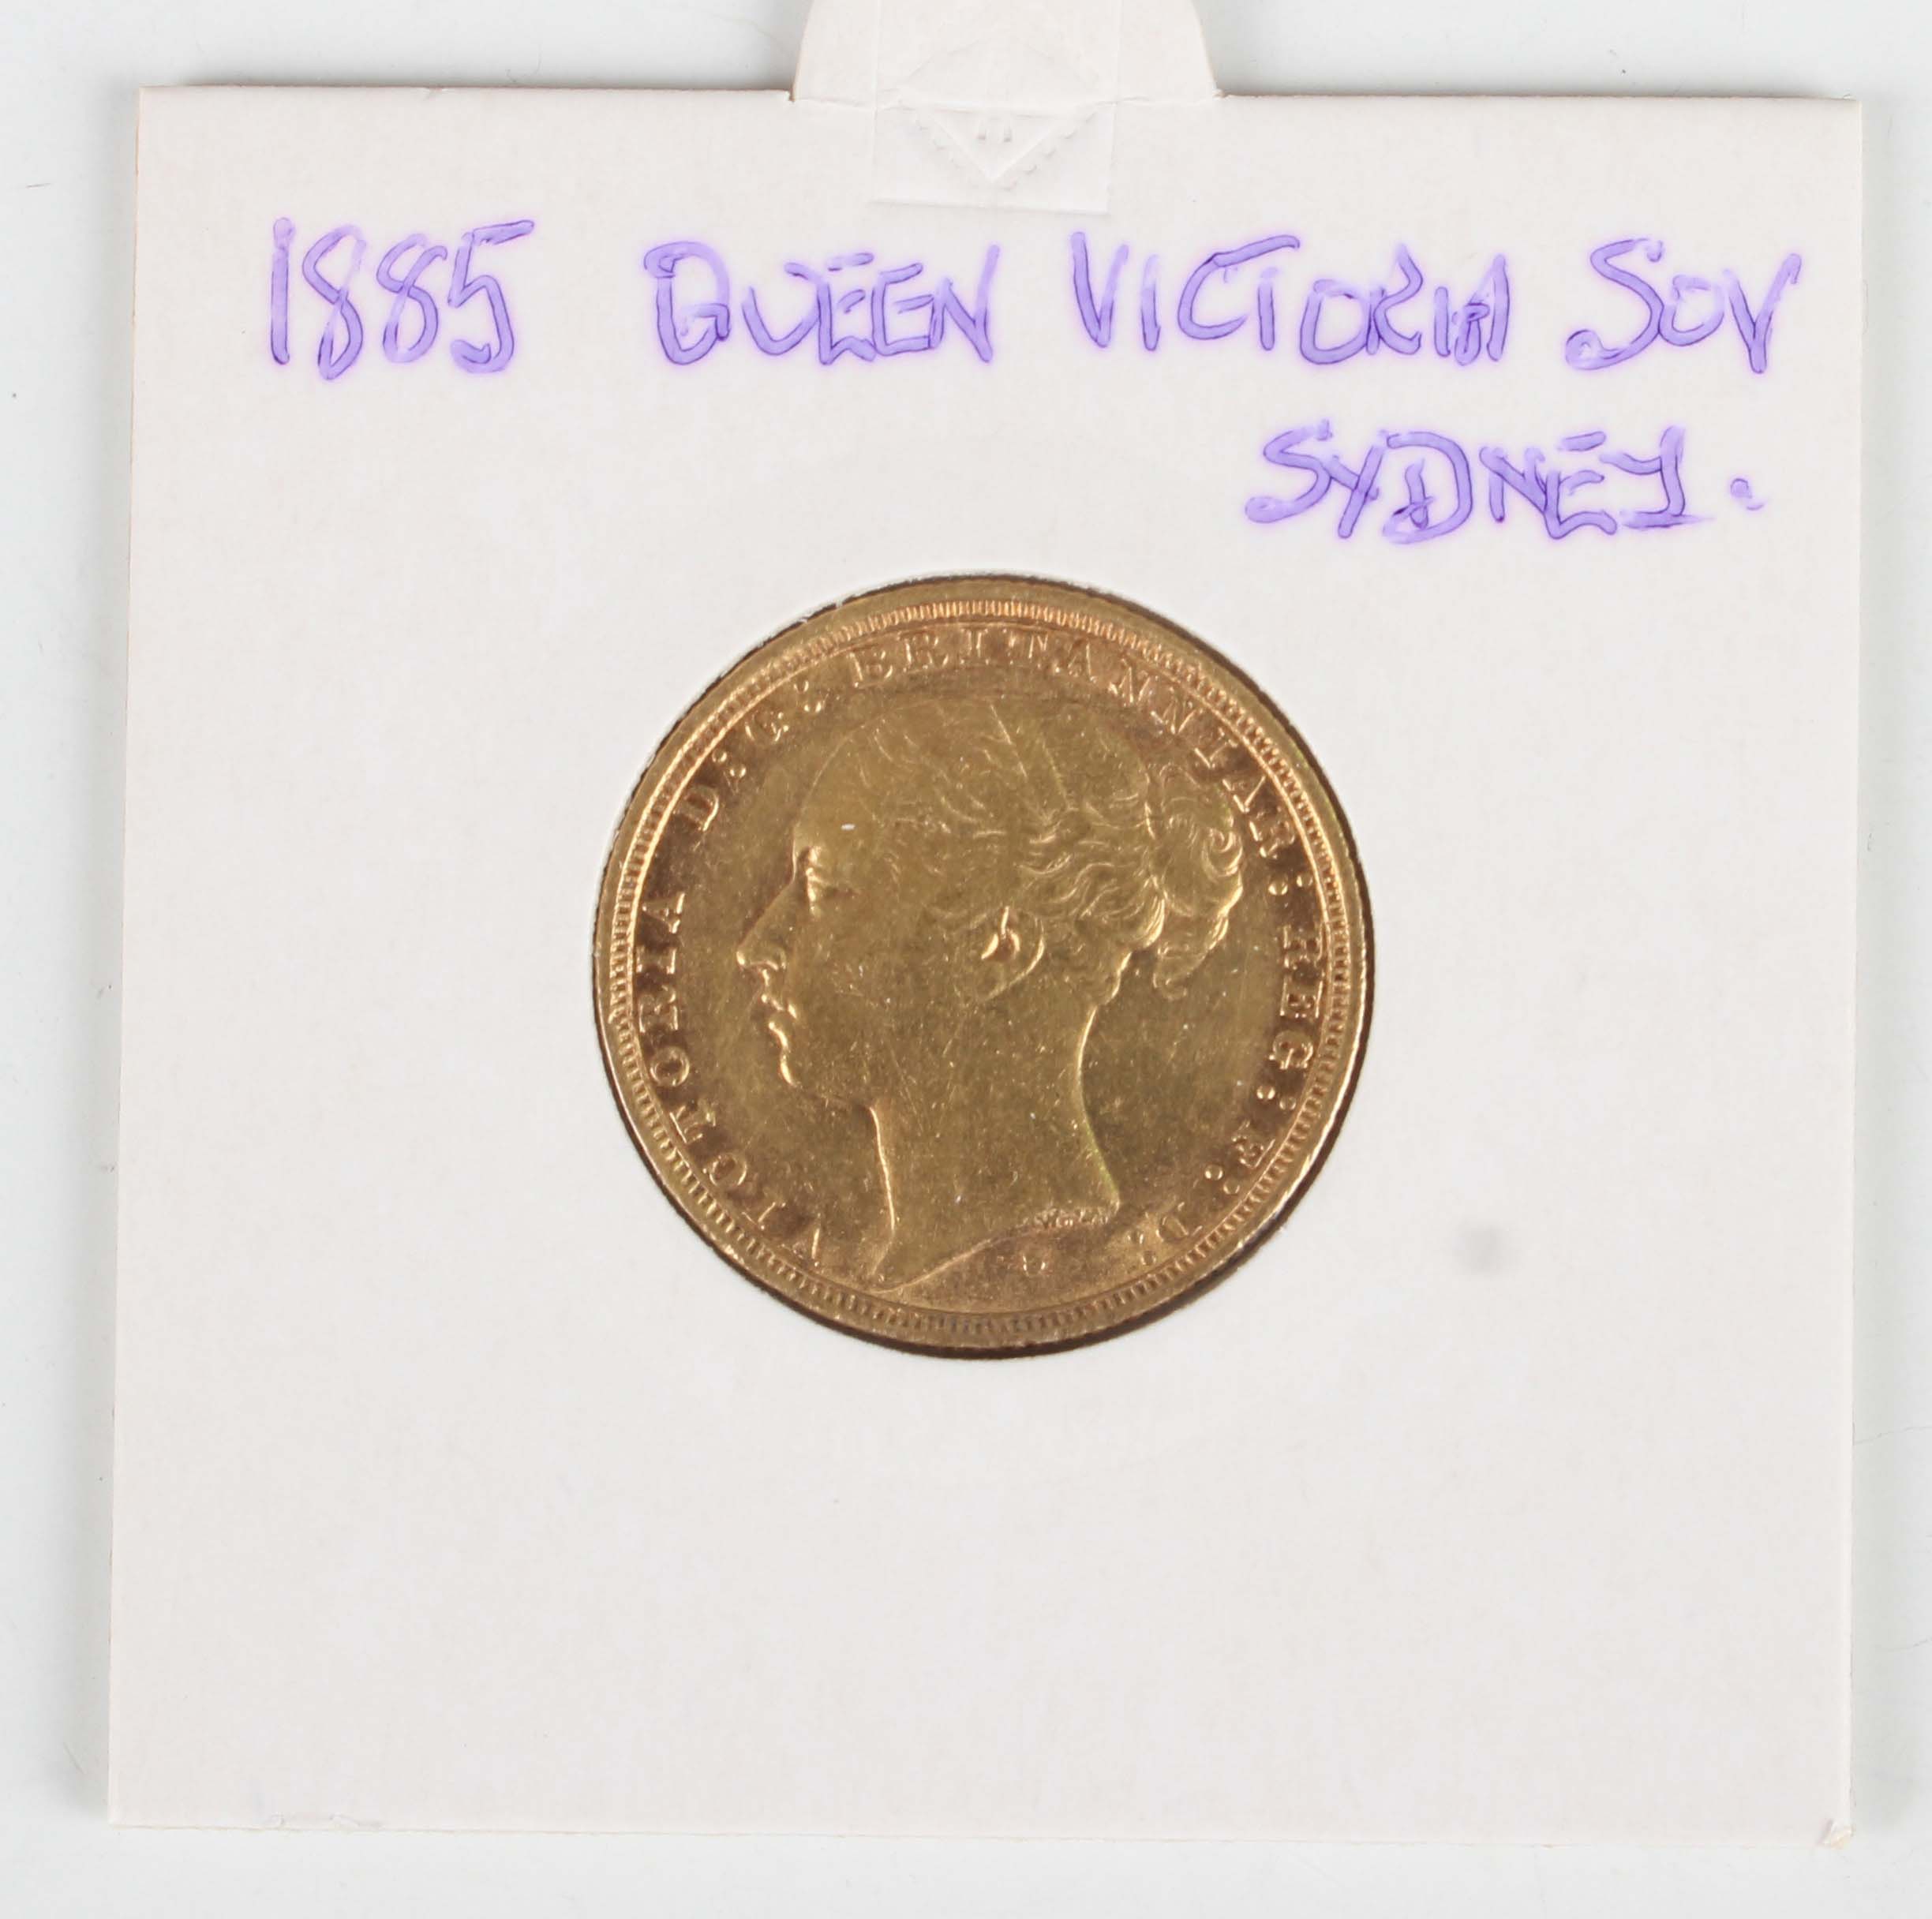 1885 QUEEN VICTORIA SOV
SYDNEY.
VICTORIA D:G: BRITANNIAR: REG: F: D:
S